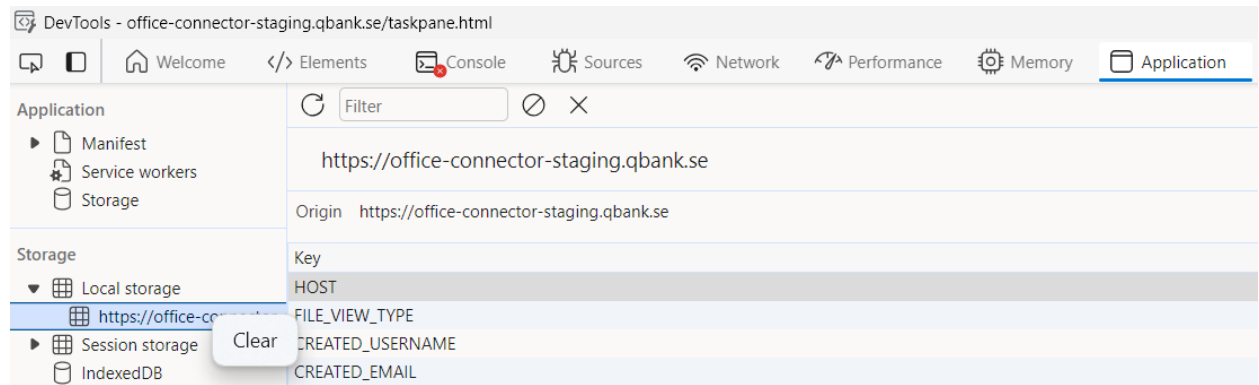 DevTools - office-connector-staging.qbank.se/taskpane.html
Welcome Elements Console Sources Network Performance Memory Application
Application
Manifest
Service workers
Storage
Storage
Local storage
https://office-connector
Session storage
IndexedDB
Clear
Filter
https://office-connector-staging.qbank.se
Origin https://office-connector-staging.qbank.se
Key
HOST
FILE_VIEW_TYPE
CREATED_USERNAME
CREATED_EMAIL